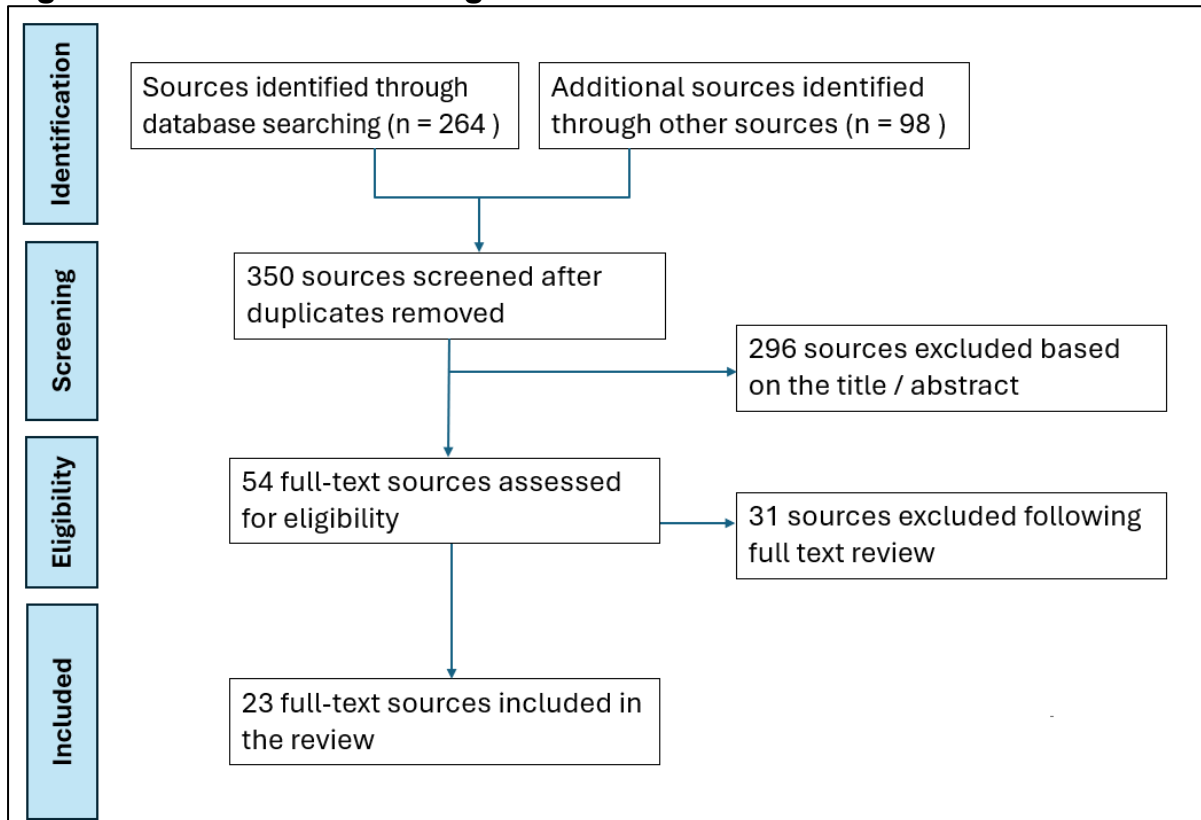 Identification
Sources identified through
database searching (n = 264 )
Additional sources identified
through other sources (n = 98 )
Screening
350 sources screened after
duplicates removed
296 sources excluded based
on the title / abstract
Eligibility
54 full-text sources assessed
for eligibility
31 sources excluded following
full text review
Included
23 full-text sources included in
the review